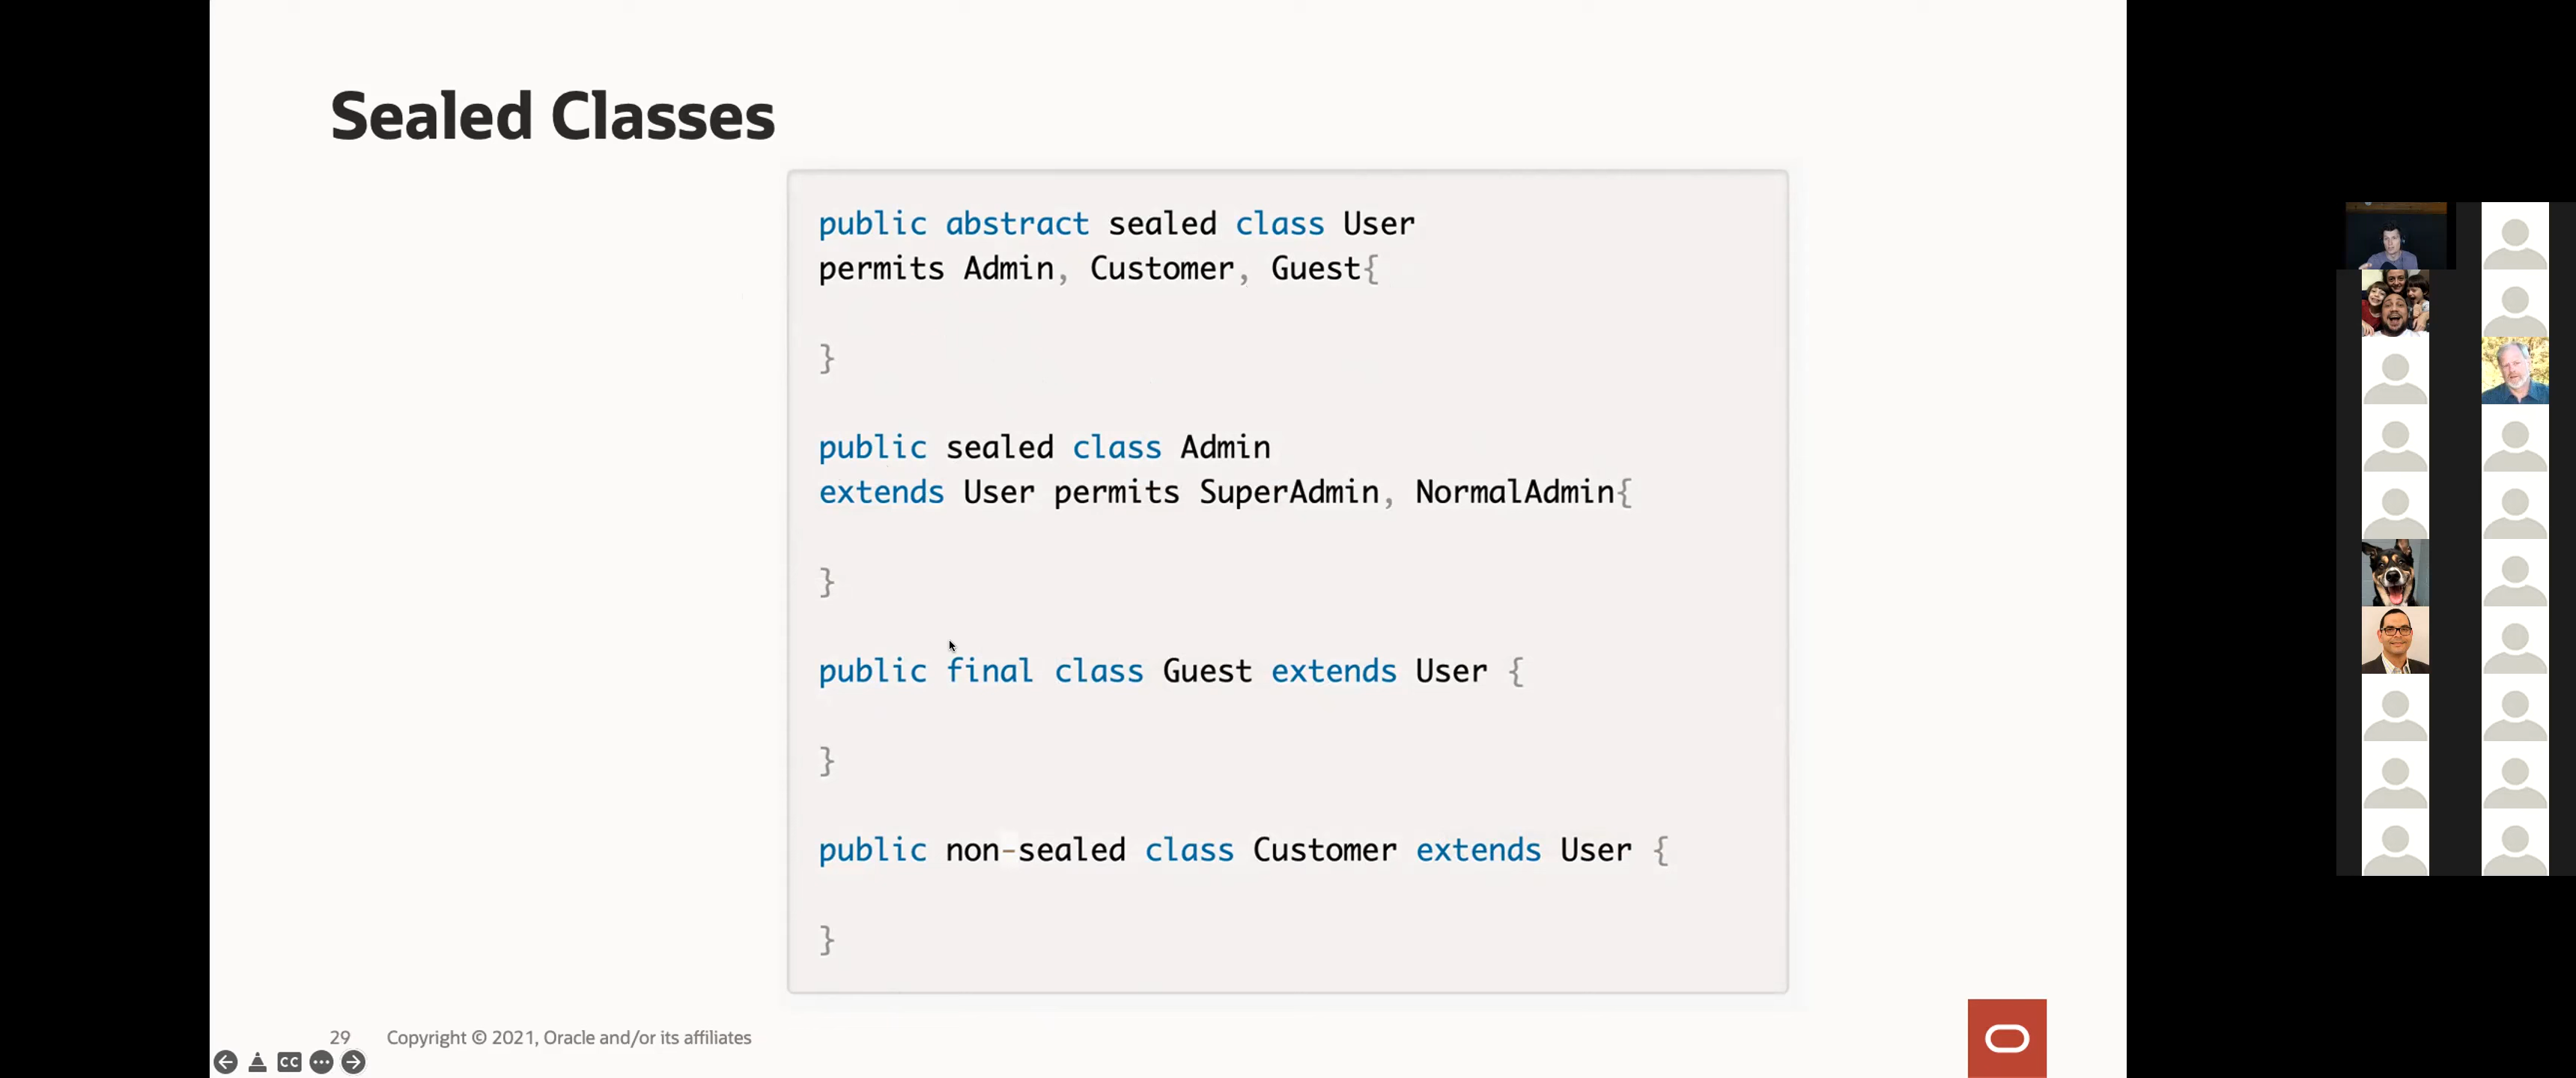 Sealed Classes
public abstract sealed class User
permits Admin, Customer, Guest{
}
public sealed class Admin
extends User permits SuperAdmin, NormalAdmin{
}
public final class Guest extends User {
}
public non-sealed class Customer extends User {
}
29 Copyright © 2021, Oracle and/or its affiliates
CC